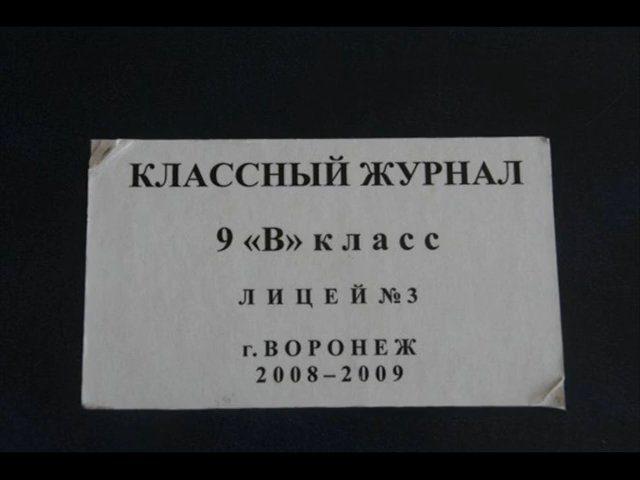 КЛАССНЫЙ ЖУРНАЛ
9 «В» класс
ЛИЦЕЙ №3
г. ВОРОНЕЖ
2008–2009